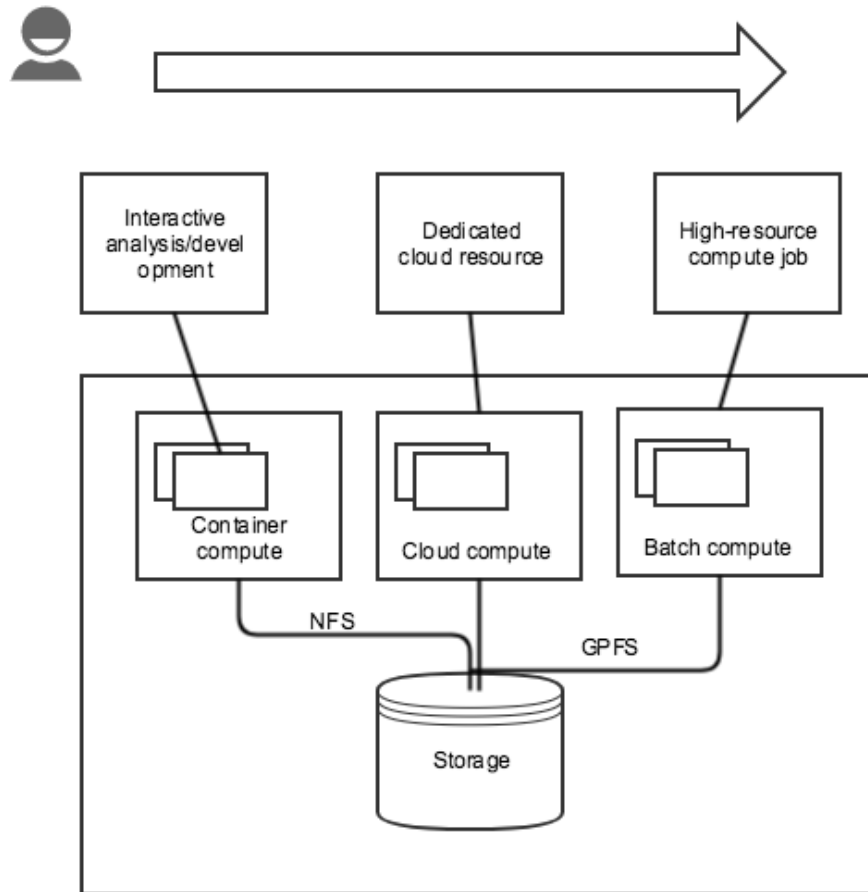 Interactive
analysis/devel
opment
Dedicated
cloud resource
High-resource
compute job
Container
compute
Cloud compute
Batch compute
NFS
GPFS
Storage